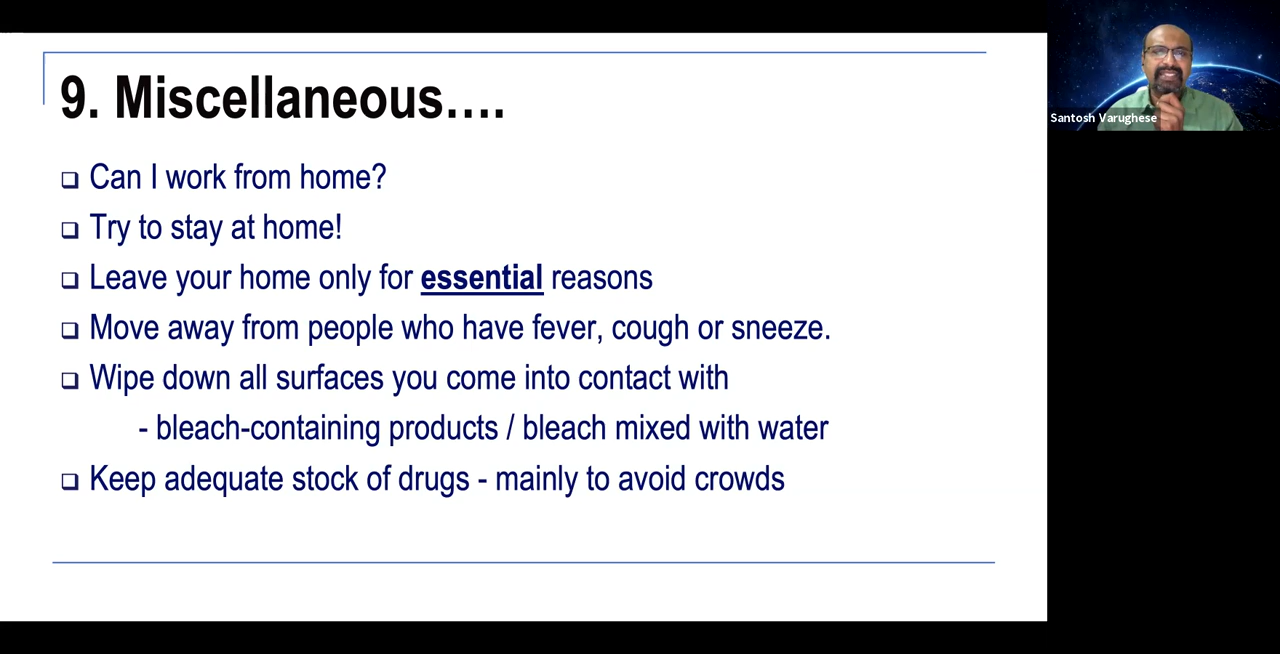 9. Miscellaneous….
Can I work from home?
Try to stay at home!
Leave your home only for essential reasons
Move away from people who have fever, cough or sneeze.
Wipe down all surfaces you come into contact with
- bleach-containing products / bleach mixed with water
Keep adequate stock of drugs - mainly to avoid crowds
Santosh Varughese